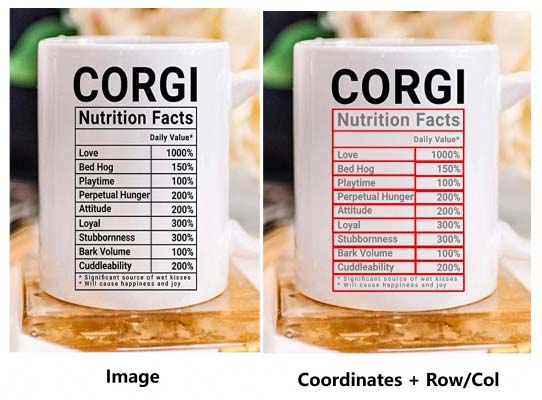 CORGI
Nutrition Facts
Daily Value*
Love 1000%
Bed Hog 150%
Playtime 100%
Perpetual Hunger 200%
Attitude 200%
Loyal 300%
Stubbornness 300%
Bark Volume 100%
Cuddleability 200%
* Significant source of wet kisses
* Will cause happiness and joy
Image
CORGI
Nutrition Facts
Daily Value*
Love 1000%
Bed Hog 150%
Playtime 100%
Perpetual Hunger 200%
Attitude 200%
Loyal 300%
Stubbornness 300%
Bark Volume 100%
Cuddleability 200%
* Significant source of wet kisses
* Will cause happiness and joy
Coordinates + Row/Col